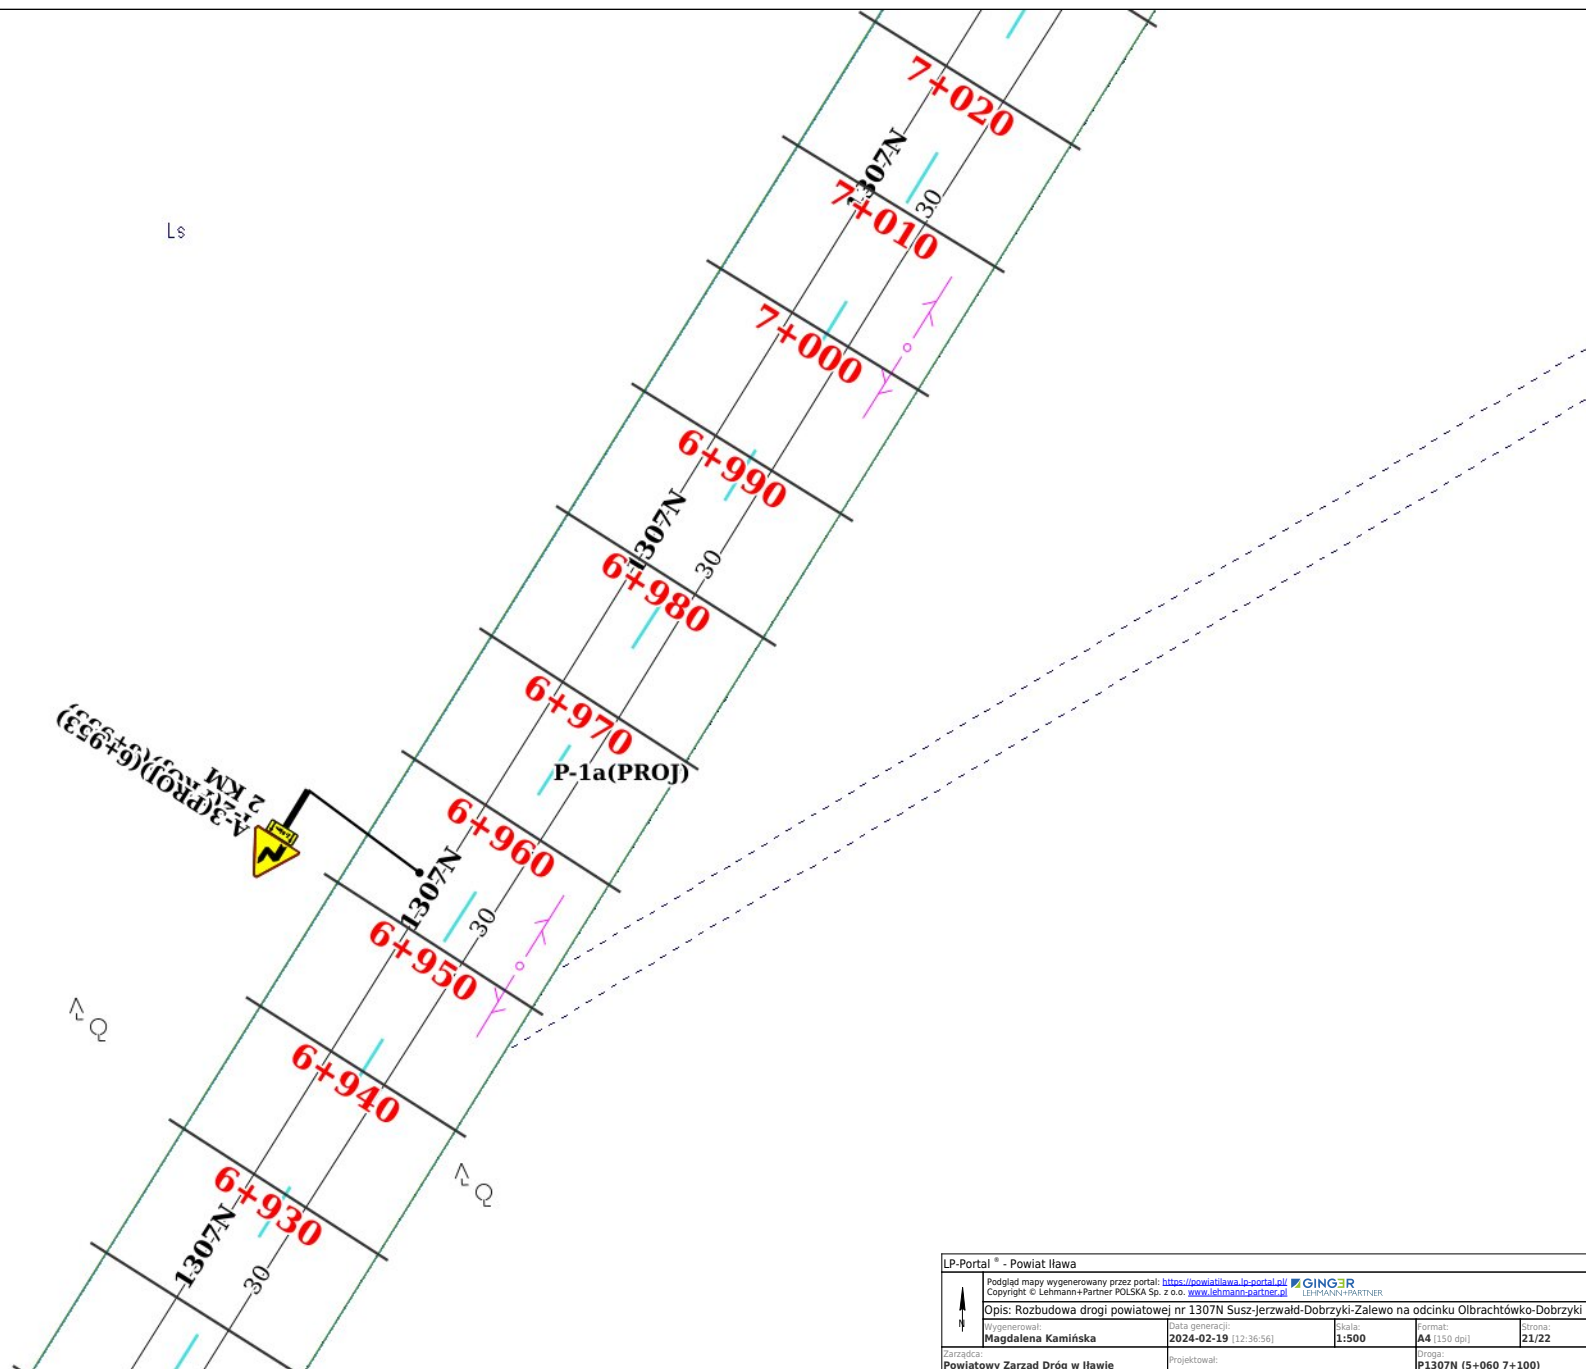 7+020
1307N
30
7+010
Ls
7+000
6+990
1307N
30
6+980
6+970
P-1a(PROJ)
A-3(PROJ)(6+953)
2 KM
6+960
1307N
30
6+950
Q
6+940
Q
6+930
1307N
30
LP-Portal ® - Powiat Iława
Podgląd mapy wygenerowany przez portal: https://powiatilawa.lp-portal.pl/
Copyright © Lehmann+Partner POLSKA Sp. z o.o. www.lehmann-partner.pl
GINGER
LEHMANN+PARTNER
N
Opis: Rozbudowa drogi powiatowej nr 1307N Susz-Jerzwałd-Dobrzyki-Zalewo na odcinku Olbrachtówko-Dobrzyki
Wygenerował:
Magdalena Kamińska
Data generacji:
2024-02-19 [12:36:56]
Skala:
1:500
Format:
A4 [150 dpi]
Strona:
21/22
Zarządca:
Powiatowy Zarząd Dróg w Iławie
Projektował:
Droga:
P1307N (5+060 7+100)